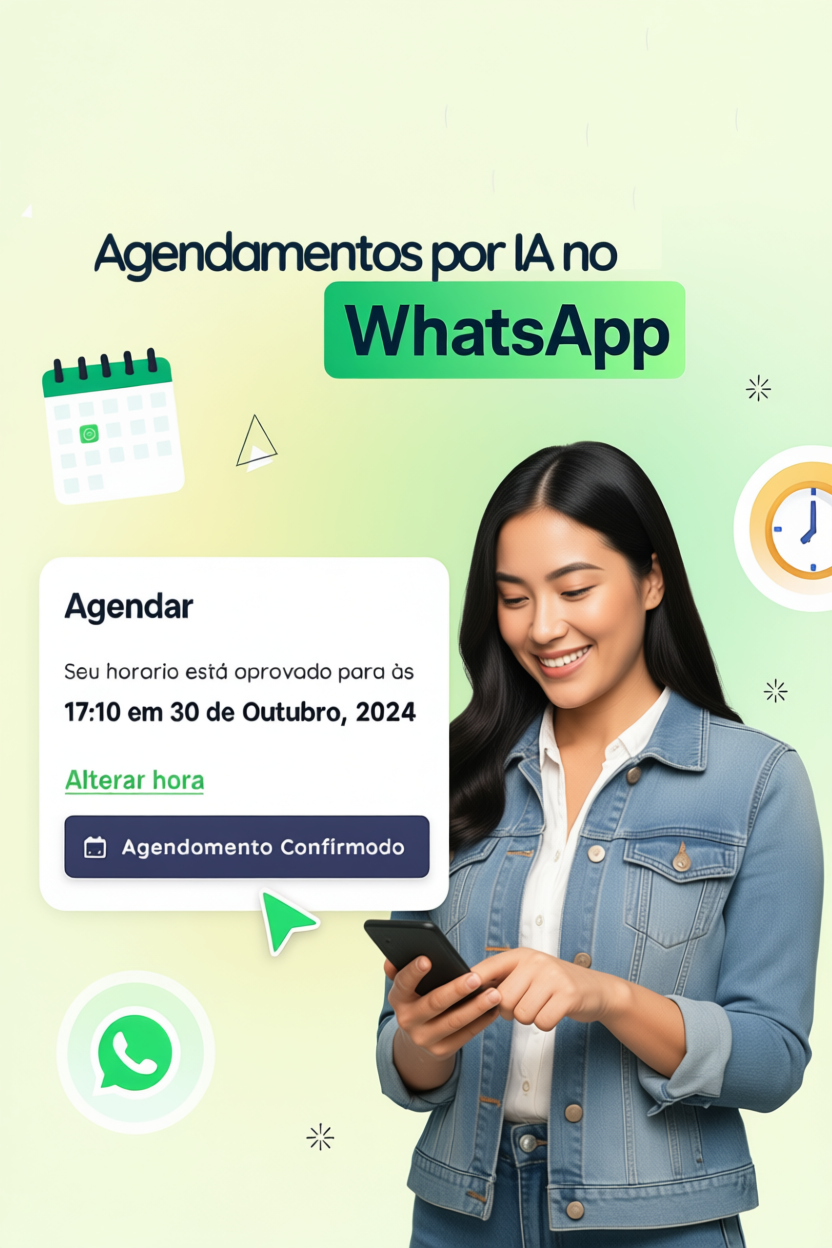 Agendamentos por IA no
WhatsApp
Agendar
Seu horario está oprovado para às
17:10 em 30 de Outubro, 2024
Alterar hora
Agendomento Confirmodo